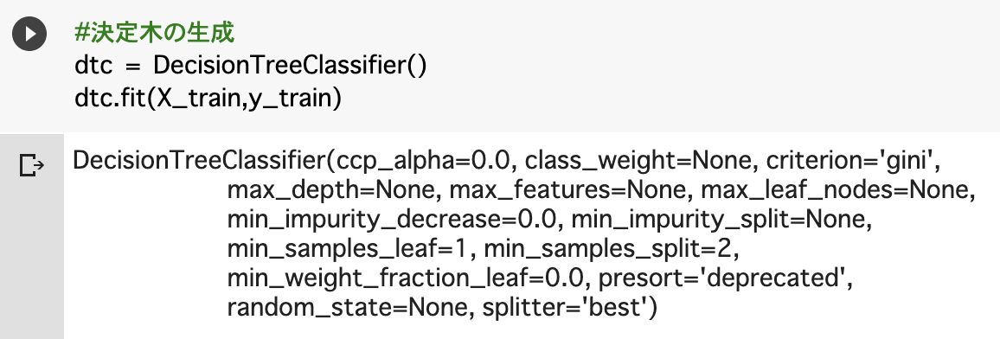 #決定木の生成
dtc = DecisionTreeClassifier()
dtc.fit(X_train,y_train)
DecisionTreeClassifier(ccp_alpha=0.0, class_weight=None, criterion='gini',
max_depth=None, max_features=None, max_leaf_nodes=None,
min_impurity_decrease=0.0, min_impurity_split=None,
min_samples_leaf=1, min_samples_split=2,
min_weight_fraction_leaf=0.0, presort='deprecated',
random_state=None, splitter='best')